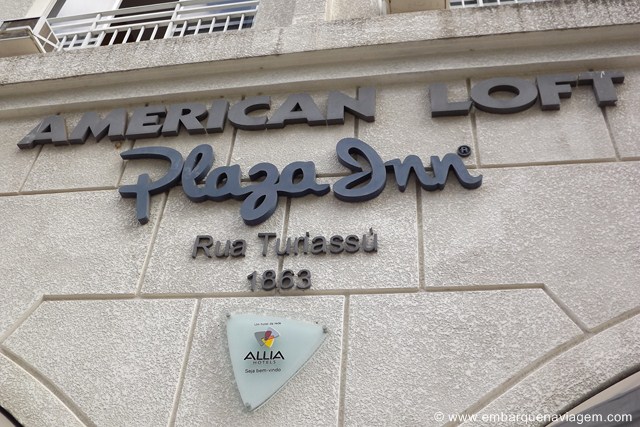 AMERICAN LOFT
Plaza Inn®
Rua Turiassú
1863
ALLIA
HOTELS
Seja bem-vindo
© www.embarquenaviagem.com